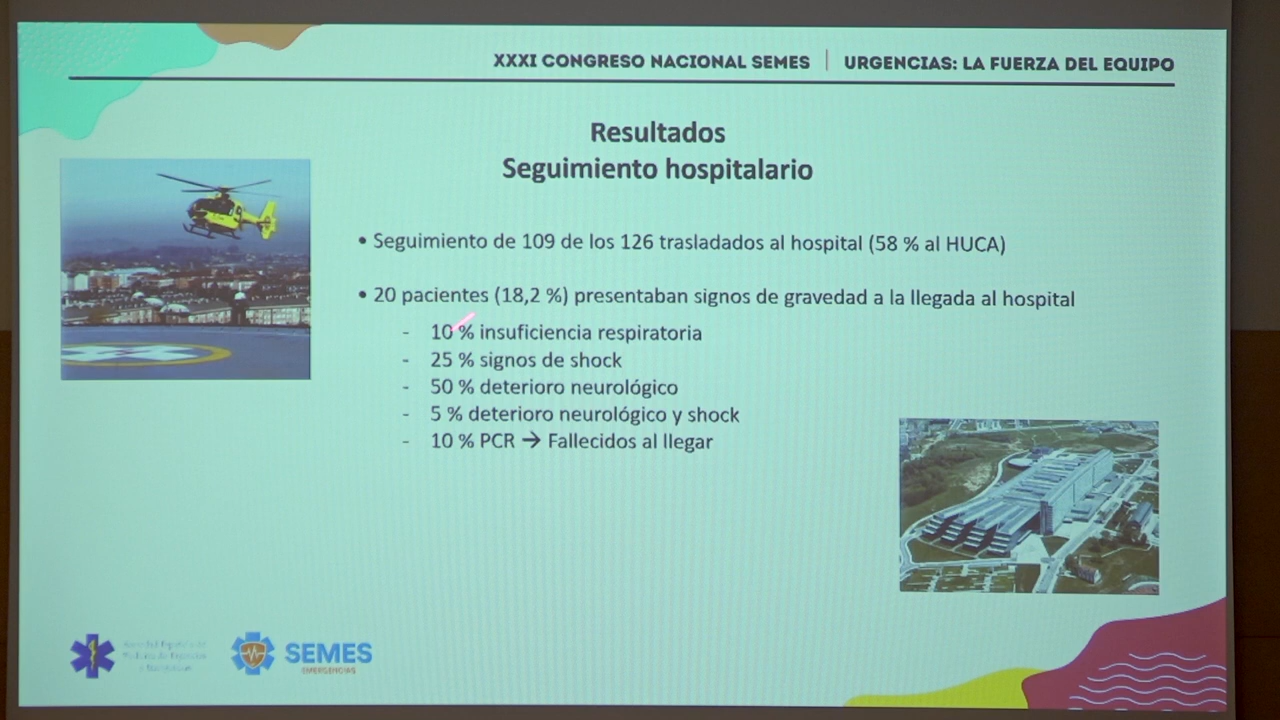 XXXI CONGRESO NACIONAL SEMES | URGENCIAS: LA FUERZA DEL EQUIPO
Resultados
Seguimiento hospitalario
• Seguimiento de 109 de los 126 trasladados al hospital (58 % al HUCA)
• 20 pacientes (18,2 %) presentaban signos de gravedad a la llegada al hospital
- 10 % insuficiencia respiratoria
- 25 % signos de shock
- 50 % deterioro neurológico
- 5 % deterioro neurológico y shock
- 10 % PCR → Fallecidos al llegar
SEMES
EMERGENCIAS